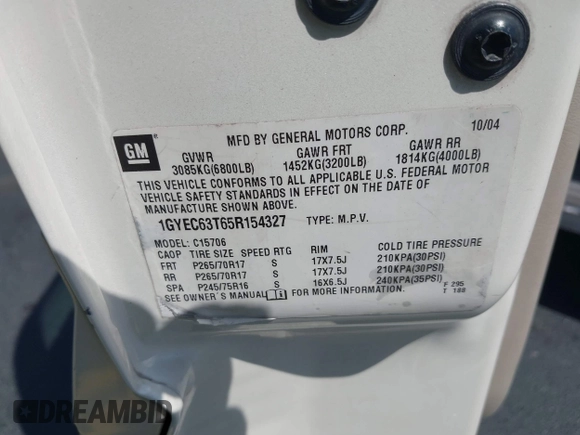 GM
MFD BY GENERAL MOTORS CORP. 10/04
GVWR GAWR FRT GAWR RR
3085KG(6800LB) 1452KG(3200LB) 1814KG(4000LB)
THIS VEHICLE CONFORMS TO ALL APPLICABLE U.S. FEDERAL MOTOR
VEHICLE SAFETY STANDARDS IN EFFECT ON THE DATE OF
MANUFACTURE SHOWN ABOVE.
1GYEC63T65R154327 TYPE: M.P.V.
MODEL: C15706
CAOP TIRE SIZE SPEED RTG RIM COLD TIRE PRESSURE
FRT P265/70R17 S 17X7.5J 210KPA(30PSI)
RR P265/70R17 S 17X7.5J 210KPA(30PSI)
SPA P245/75R16 S 16X6.5J 240KPA(35PSI)
SEE OWNER'S MANUAL FOR MORE INFORMATION.
F 295
T 188
DREAMBID